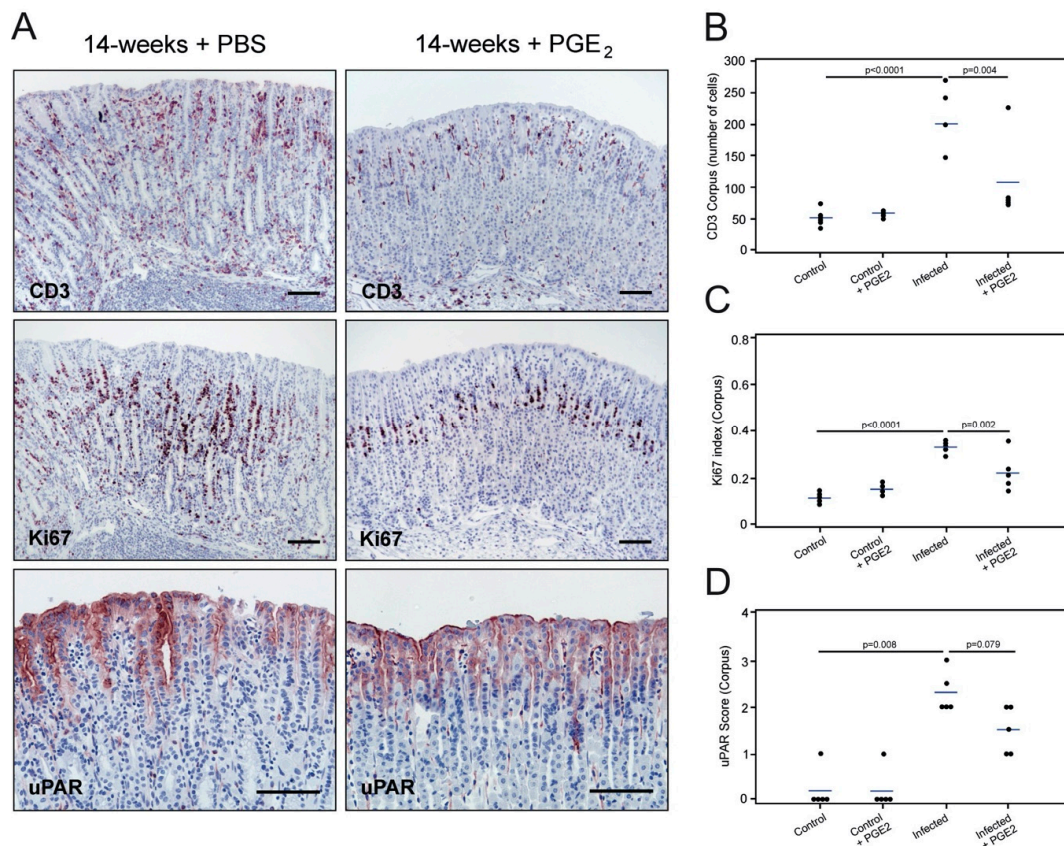 A
14-weeks + PBS
14-weeks + PGE2
CD3
CD3
Ki67
Ki67
uPAR
uPAR
B
CD3 Corpus (number of cells)
300
250
200
150
100
50
0
p<0.0001
p=0.004
Control
Control
+ PGE2
Infected
Infected
+ PGE2
C
Ki67 index (Corpus)
0.8
0.6
0.4
0.2
0
p<0.0001
p=0.002
Control
Control
+ PGE2
Infected
Infected
+ PGE2
D
uPAR Score (Corpus)
4
3
2
1
0
p=0.008
p=0.079
Control
Control
+ PGE2
Infected
Infected
+ PGE2